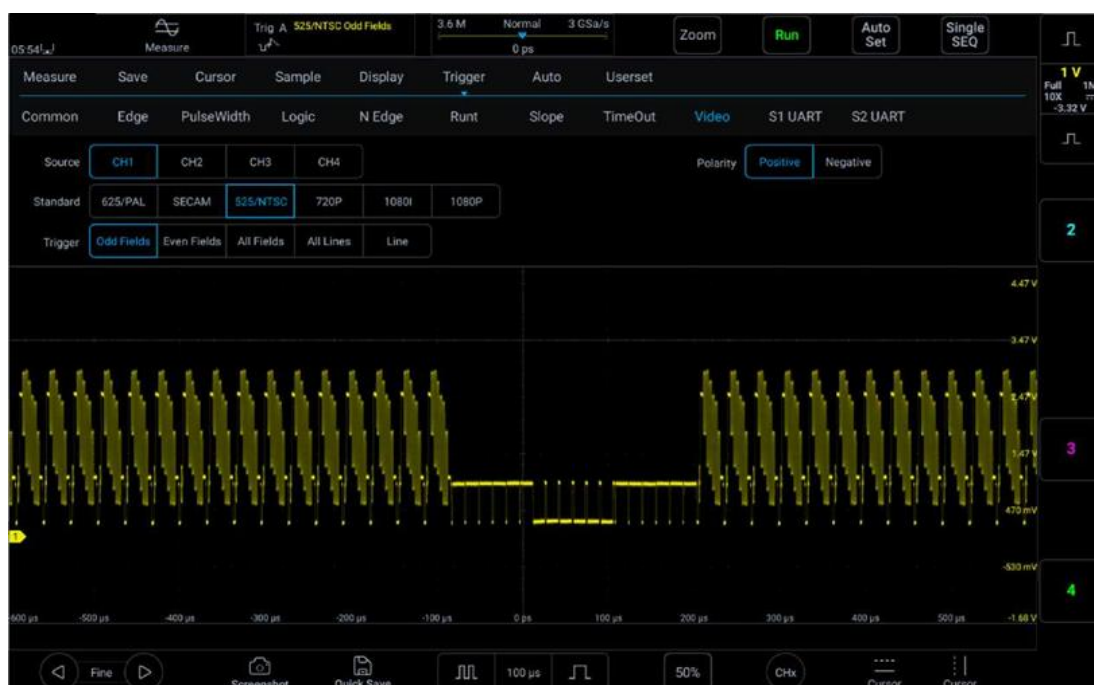 Trig A 525/NTSC Odd Fields 3.6 M Normal 3 GSa/s
Zoom Run Auto Set Single SEQ
05:54 Measure 0 ps
Measure Save Cursor Sample Display Trigger Auto Userset
1 V
Full 1M
10X
-3.32 V
Common Edge PulseWidth Logic N Edge Runt Slope TimeOut Video S1 UART S2 UART
Source CH1 CH2 CH3 CH4 Polarity Positive Negative
Standard 625/PAL SECAM 525/NTSC 720P 1080I 1080P
Trigger Odd Fields Even Fields All Fields All Lines Line
2
4.47 V
3.47 V
2.47 V
1.47 V
3
470 mV
1
-530 mV
4
-600 µs -500 µs -400 µs -300 µs -200 µs -100 µs 0 ps 100 µs 200 µs 300 µs 400 µs 500 µs -1.68 V
Fine 100 µs 50% CHx
Screenshot Quick Save Cursor Cursor